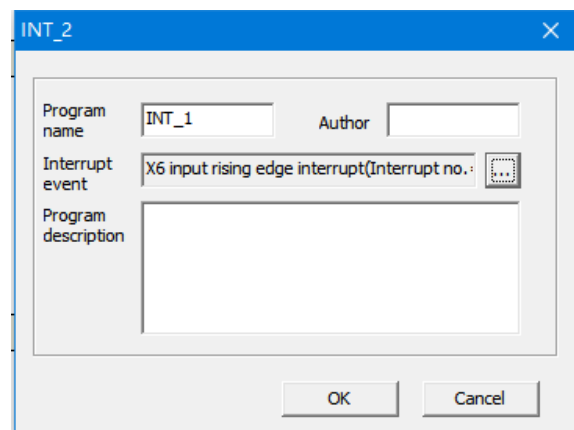 INT_2
Program name
INT_1
Author
Interrupt event
X6 input rising edge interrupt(Interrupt no.
...
Program description
OK
Cancel